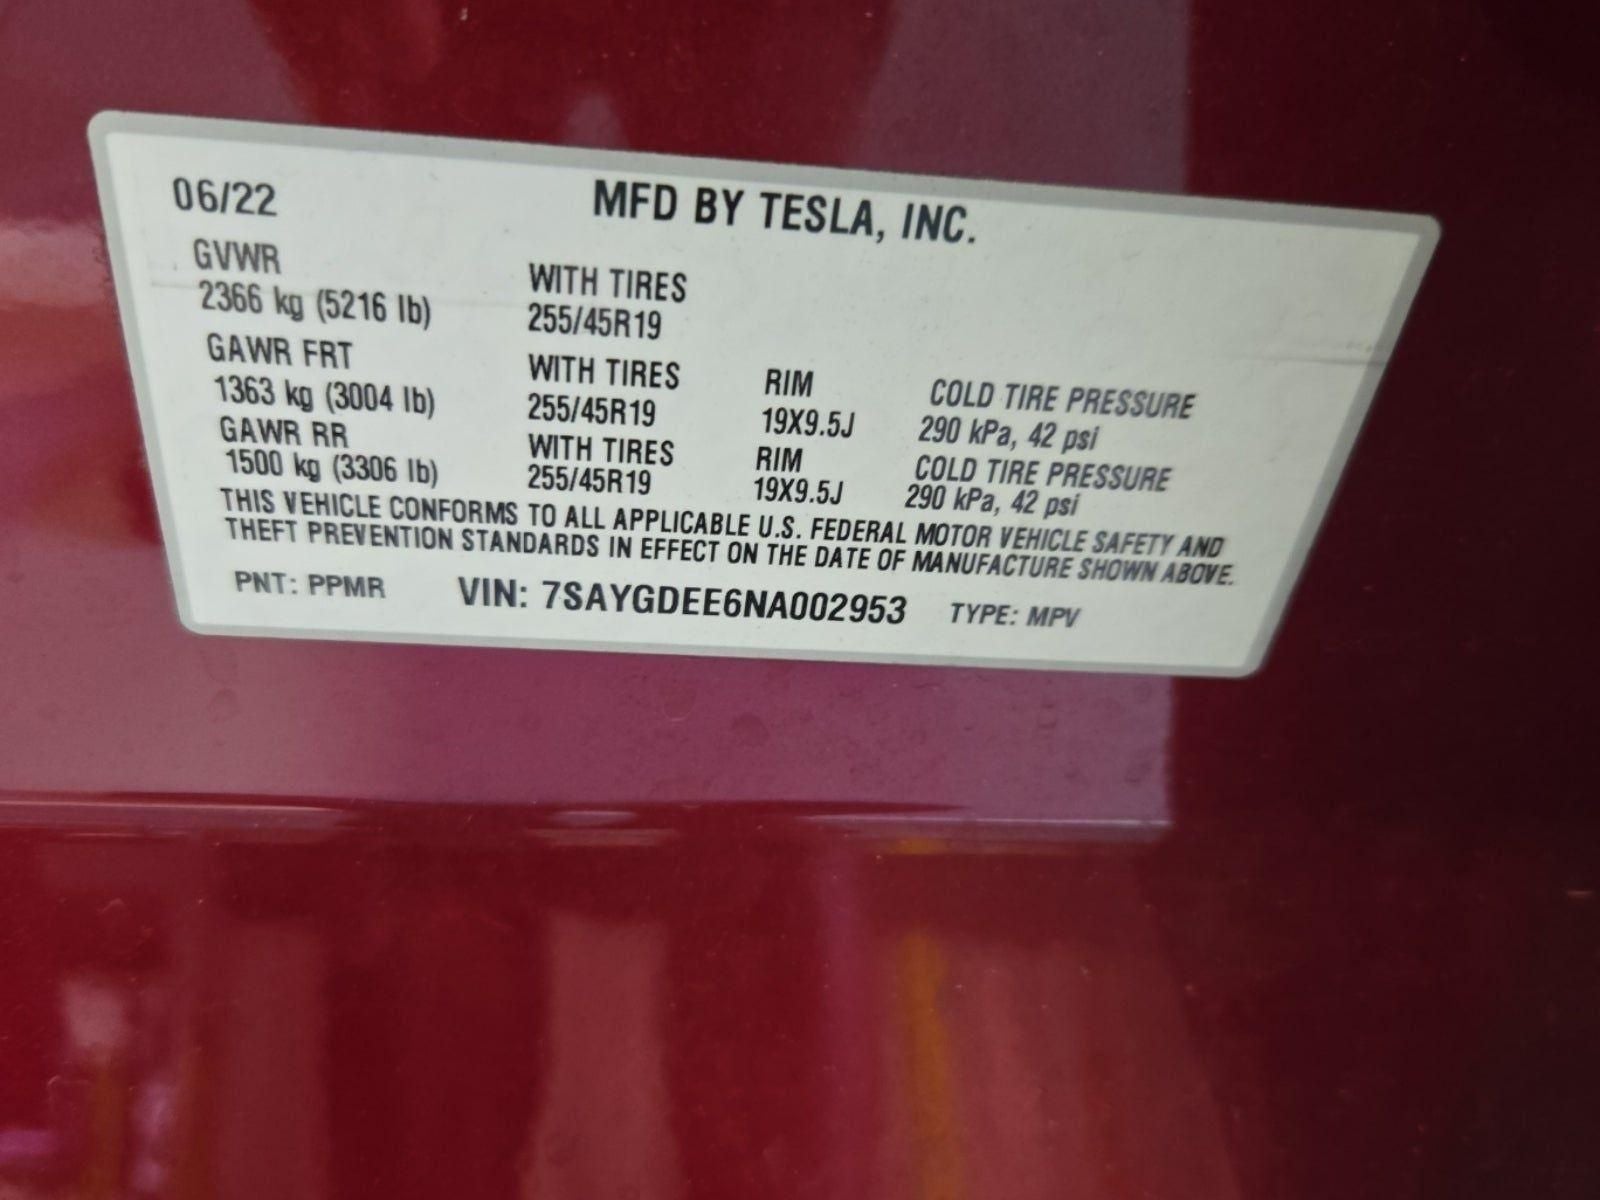 06/22 MFD BY TESLA, INC.
GVWR
2366 kg (5216 lb) WITH TIRES 255/45R19
GAWR FRT
1363 kg (3004 lb) WITH TIRES 255/45R19 RIM 19X9.5J COLD TIRE PRESSURE 290 kPa, 42 psi
GAWR RR
1500 kg (3306 lb) WITH TIRES 255/45R19 RIM 19X9.5J COLD TIRE PRESSURE 290 kPa, 42 psi
THIS VEHICLE CONFORMS TO ALL APPLICABLE U.S. FEDERAL MOTOR VEHICLE SAFETY AND
THEFT PREVENTION STANDARDS IN EFFECT ON THE DATE OF MANUFACTURE SHOWN ABOVE.
PNT: PPMR VIN: 7SAYGDEE6NA002953 TYPE: MPV